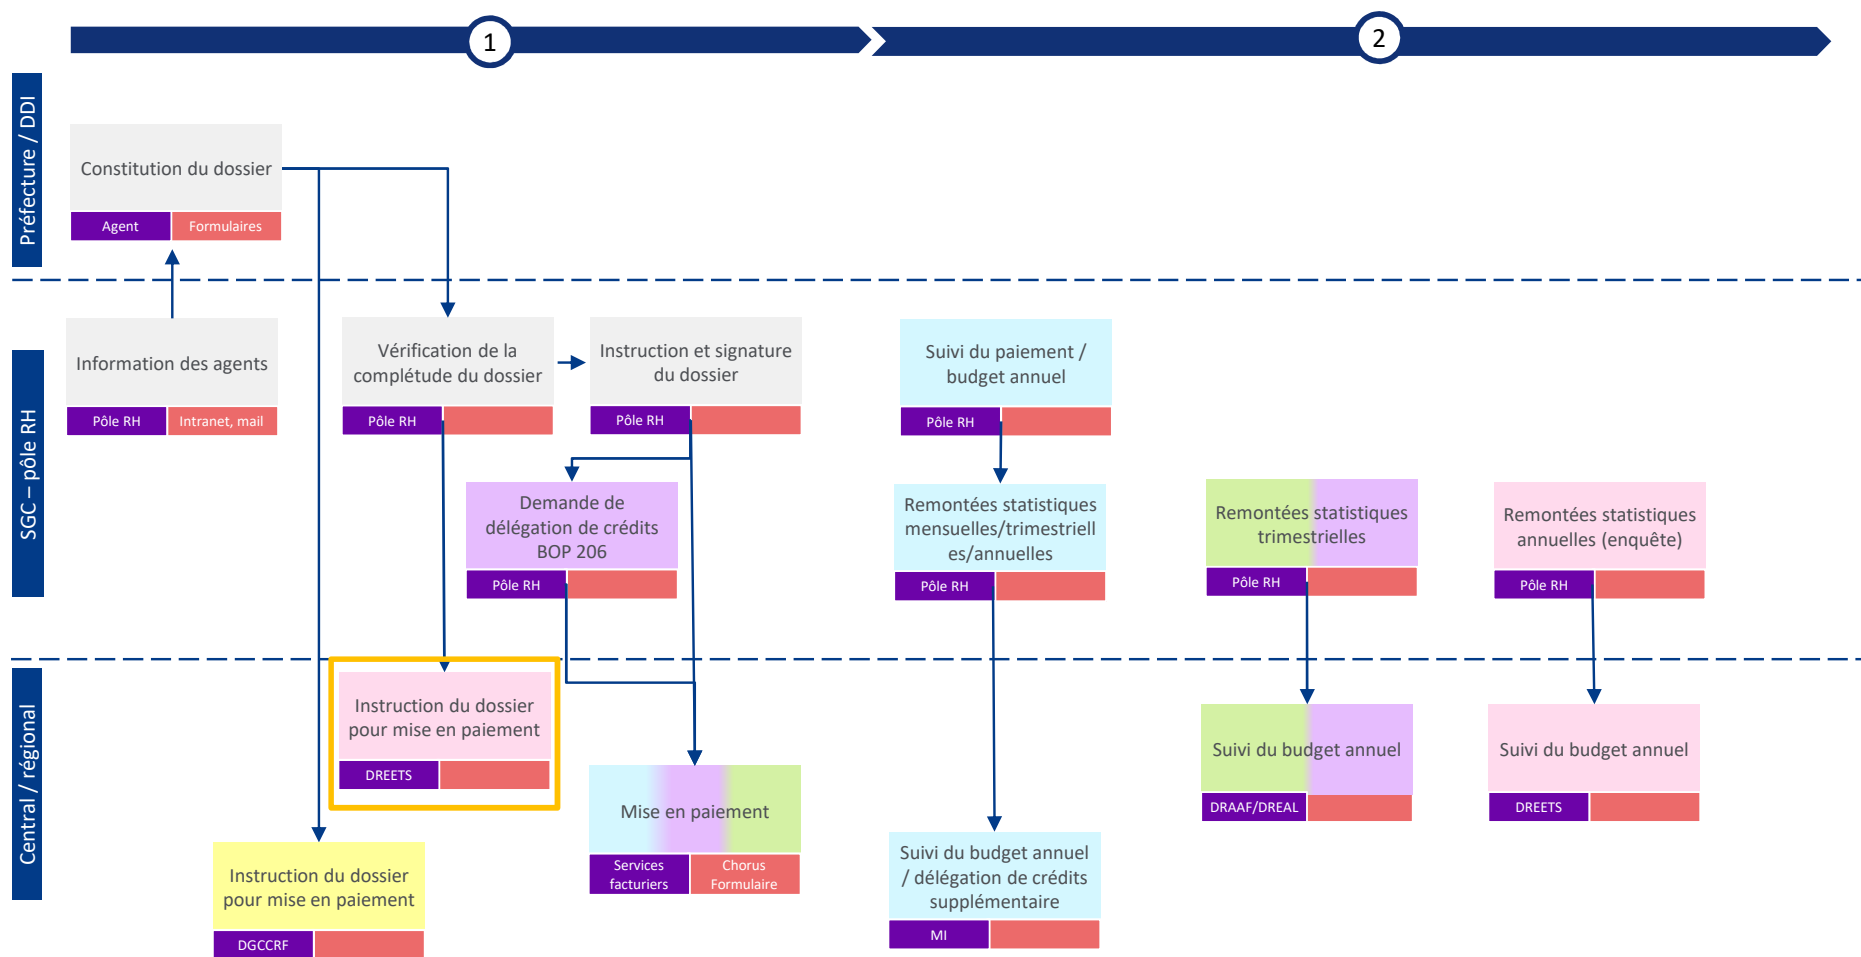 1
2
Préfecture / DDI
Constitution du dossier
Agent
Formulaires
SGC – pôle RH
Information des agents
Pôle RH
Intranet, mail
Vérification de la
complétude du dossier
Pôle RH
Instruction et signature
du dossier
Pôle RH
Suivi du paiement /
budget annuel
Pôle RH
Demande de
délégation de crédits
BOP 206
Pôle RH
Remontées statistiques
mensuelles/trimestriell
es/annuelles
Pôle RH
Remontées statistiques
trimestrielles
Pôle RH
Remontées statistiques
annuelles (enquête)
Pôle RH
Central / régional
Instruction du dossier
pour mise en paiement
DREETS
Mise en paiement
Services
facturiers
Chorus
Formulaire
Suivi du budget annuel
DRAAF/DREAL
Suivi du budget annuel
DREETS
Instruction du dossier
pour mise en paiement
DGCCRF
Suivi du budget annuel
/ délégation de crédits
supplémentaire
MI